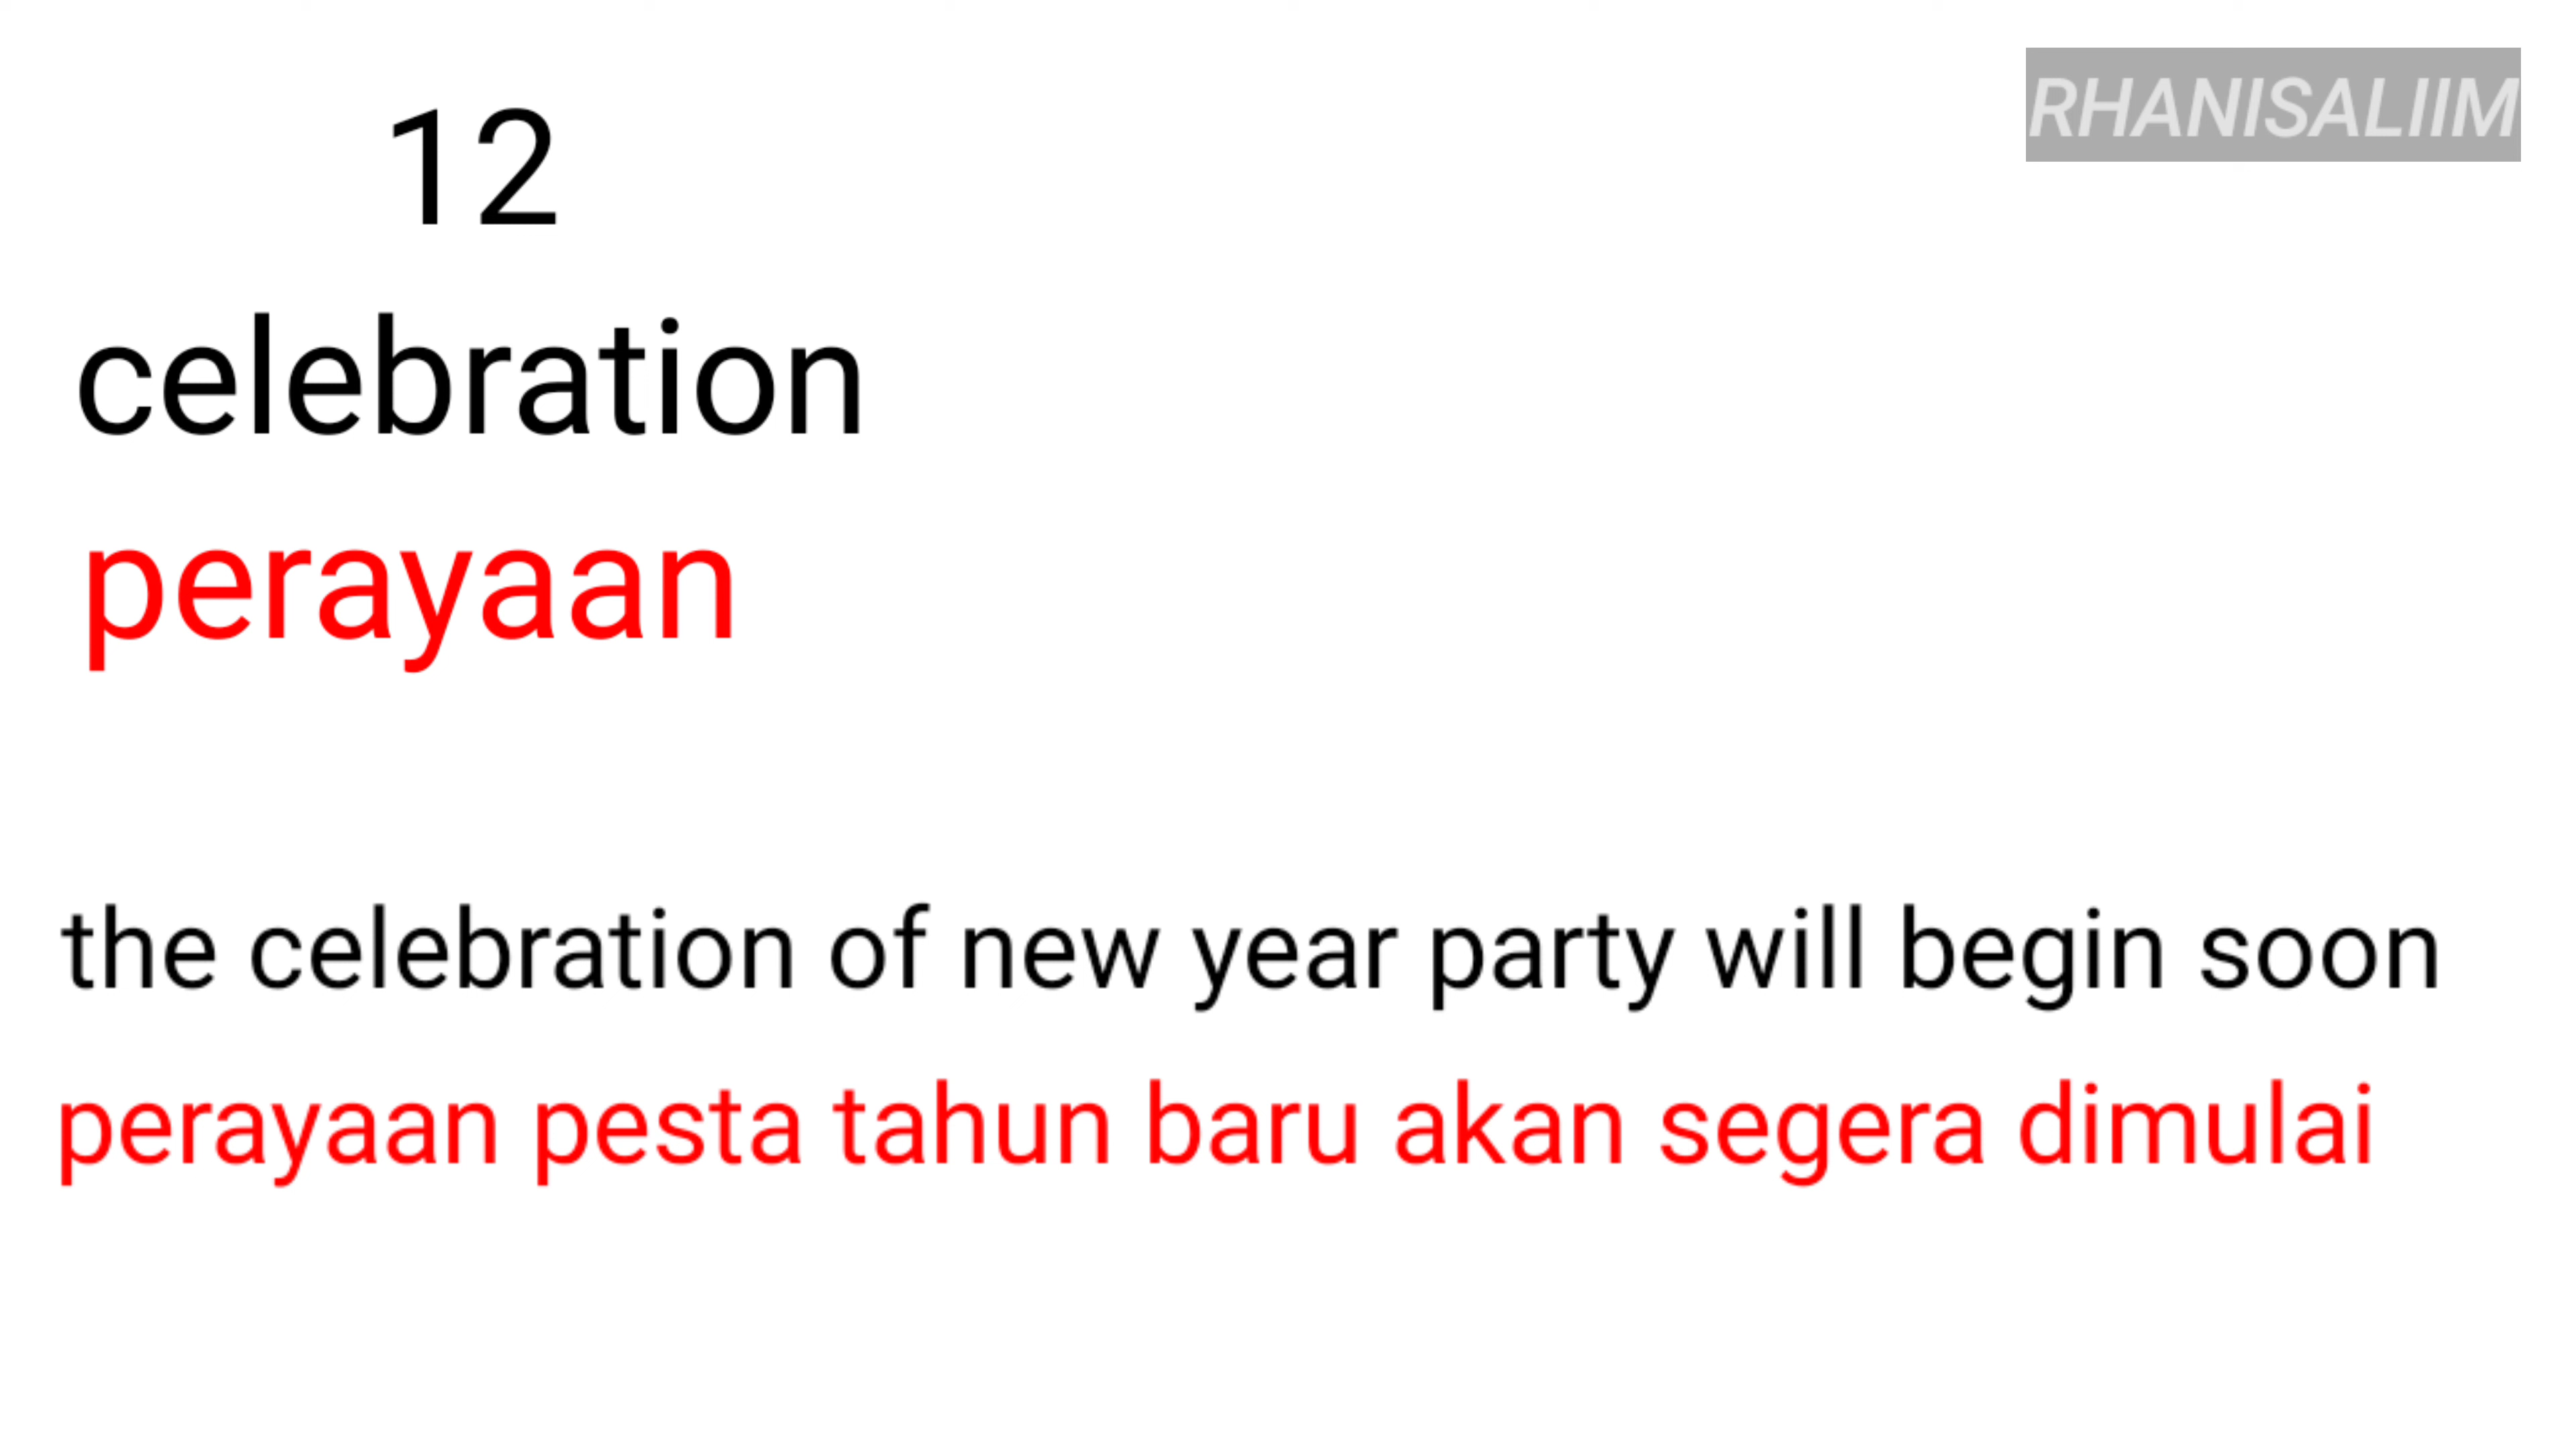 RHANISALIIM
12
celebration
perayaan
the celebration of new year party will begin soon
perayaan pesta tahun baru akan segera dimulai